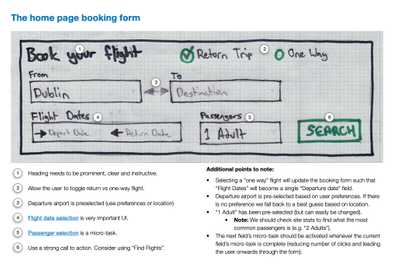 The home page booking form
Book your flight 1 Retorn Trip 2 One Way
From 3 To
Dublin Destination
Flight Dates 4 Passengers 5 6
Depart Date Return Date 1 Adult SEARCH
1 Heading needs to be prominent, clear and instructive.
2 Allow the user to toggle return vs one-way flight.
3 Departure airport is preselected (use preferences or location)
4 Flight date selection is very important UI.
5 Passenger selection is a micro-task.
6 Use a strong call to action. Consider using "Find Flights".
Additional points to note:
• Selecting a "one way" flight will update the booking form such that
"Flight Dates" will become a single "Departure date" field.
• Departure airport is pre-selected based on user preferences. If there
is no preference we fall back to a best guess based on location.
• "1 Adult" has been pre-selected (but can easily be changed).
• Note: We should check site stats to find what the most
common passengers is (e.g. "2 Adults").
• The next field's micro-task should be activated whenever the current
field's micro-task is complete (reducing number of clicks and leading
the user onwards through the form).